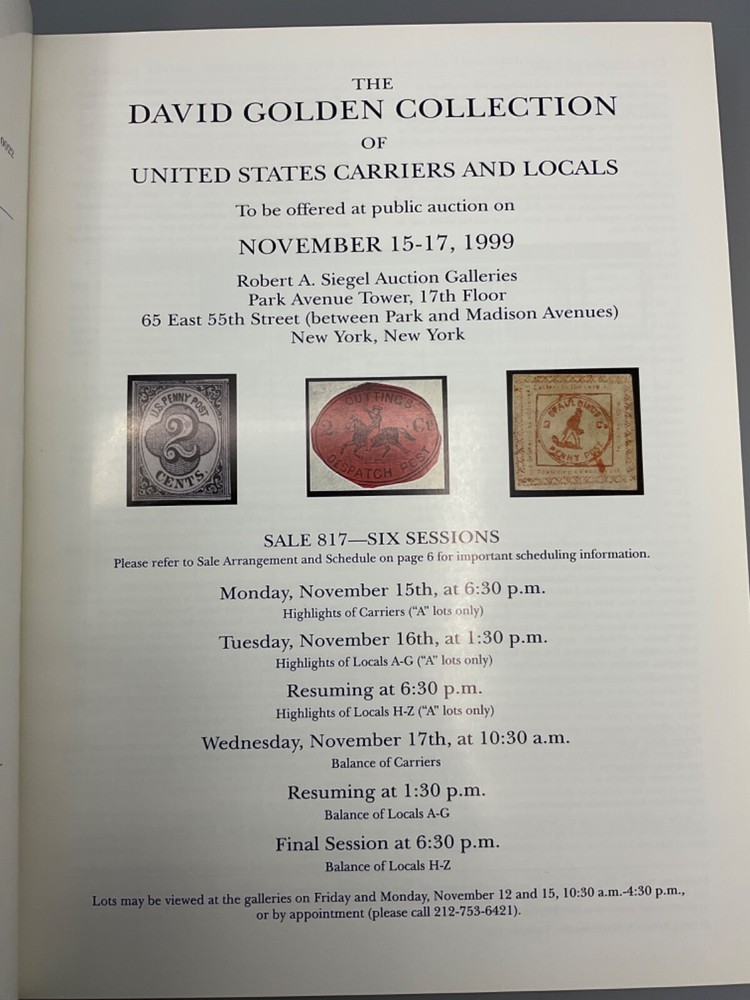 THE
DAVID GOLDEN COLLECTION
OF
UNITED STATES CARRIERS AND LOCALS
To be offered at public auction on
NOVEMBER 15-17, 1999
Robert A. Siegel Auction Galleries
Park Avenue Tower, 17th Floor
65 East 55th Street (between Park and Madison Avenues)
New York, New York
U.S. PENNY POST
2
CENTS.
CUTTING'S
2 Cts
DESPATCH POST
PENNY POST
SALE 817—SIX SESSIONS
Please refer to Sale Arrangement and Schedule on page 6 for important scheduling information.
Monday, November 15th, at 6:30 p.m.
Highlights of Carriers (“A” lots only)
Tuesday, November 16th, at 1:30 p.m.
Highlights of Locals A-G (“A” lots only)
Resuming at 6:30 p.m.
Highlights of Locals H-Z (“A” lots only)
Wednesday, November 17th, at 10:30 a.m.
Balance of Carriers
Resuming at 1:30 p.m.
Balance of Locals A-G
Final Session at 6:30 p.m.
Balance of Locals H-Z
Lots may be viewed at the galleries on Friday and Monday, November 12 and 15, 10:30 a.m.-4:30 p.m.,
or by appointment (please call 212-753-6421).